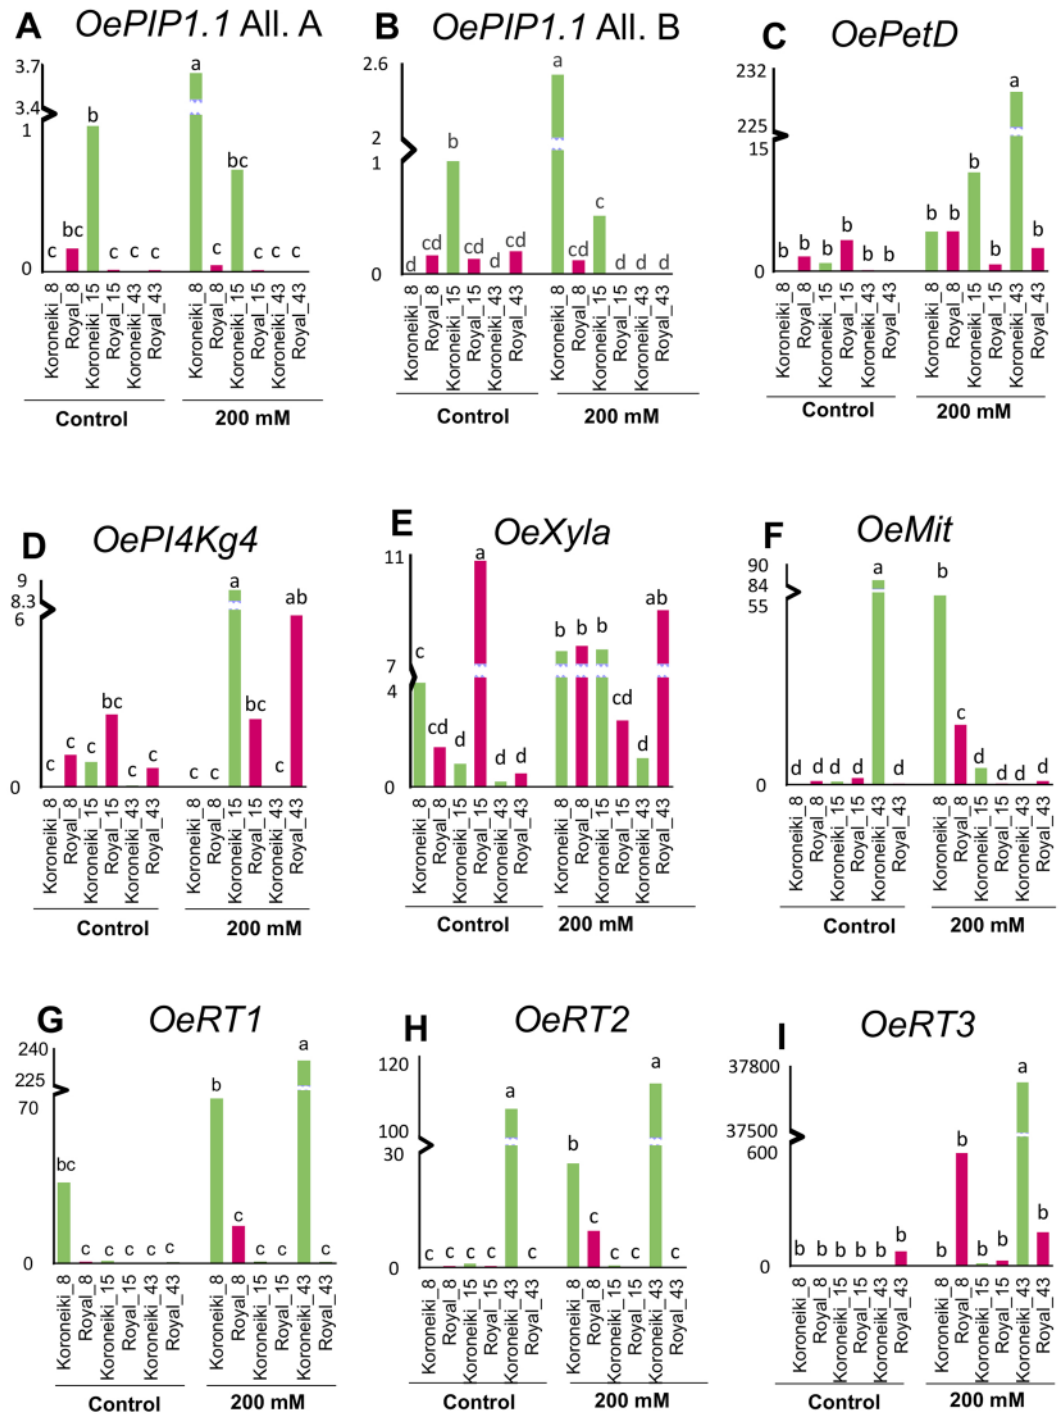 A OePIP1.1 All. A
3.7
3.4
1
0
c bc b c c c a c bc c c c
Koroneiki_8 Royal_8 Koroneiki_15 Royal_15 Koroneiki_43 Royal_43 Koroneiki_8 Royal_8 Koroneiki_15 Royal_15 Koroneiki_43 Royal_43
Control 200 mM
B OePIP1.1 All. B
2.6
2
1
0
d cd b cd d cd a cd c d d d
Koroneiki_8 Royal_8 Koroneiki_15 Royal_15 Koroneiki_43 Royal_43 Koroneiki_8 Royal_8 Koroneiki_15 Royal_15 Koroneiki_43 Royal_43
Control 200 mM
C OePetD
232
225
15
0
b b b b b b b b b b a b
Koroneiki_8 Royal_8 Koroneiki_15 Royal_15 Koroneiki_43 Royal_43 Koroneiki_8 Royal_8 Koroneiki_15 Royal_15 Koroneiki_43 Royal_43
Control 200 mM
D OePI4Kg4
9
8.3
6
0
c c c bc c c c c a bc c ab
Koroneiki_8 Royal_8 Koroneiki_15 Royal_15 Koroneiki_43 Royal_43 Koroneiki_8 Royal_8 Koroneiki_15 Royal_15 Koroneiki_43 Royal_43
Control 200 mM
E OeXyla
11
7
4
0
c cd d a d d b b b cd d ab
Koroneiki_8 Royal_8 Koroneiki_15 Royal_15 Koroneiki_43 Royal_43 Koroneiki_8 Royal_8 Koroneiki_15 Royal_15 Koroneiki_43 Royal_43
Control 200 mM
F OeMit
90
84
55
0
d d d d a d b c d d d d
Koroneiki_8 Royal_8 Koroneiki_15 Royal_15 Koroneiki_43 Royal_43 Koroneiki_8 Royal_8 Koroneiki_15 Royal_15 Koroneiki_43 Royal_43
Control 200 mM
G OeRT1
240
225
70
0
bc c c c c c b c c c a c
Koroneiki_8 Royal_8 Koroneiki_15 Royal_15 Koroneiki_43 Royal_43 Koroneiki_8 Royal_8 Koroneiki_15 Royal_15 Koroneiki_43 Royal_43
Control 200 mM
H OeRT2
120
100
30
0
c c c c a c b c c c a c
Koroneiki_8 Royal_8 Koroneiki_15 Royal_15 Koroneiki_43 Royal_43 Koroneiki_8 Royal_8 Koroneiki_15 Royal_15 Koroneiki_43 Royal_43
Control 200 mM
I OeRT3
37800
37500
600
0
b b b b b b b b b b a b
Koroneiki_8 Royal_8 Koroneiki_15 Royal_15 Koroneiki_43 Royal_43 Koroneiki_8 Royal_8 Koroneiki_15 Royal_15 Koroneiki_43 Royal_43
Control 200 mM